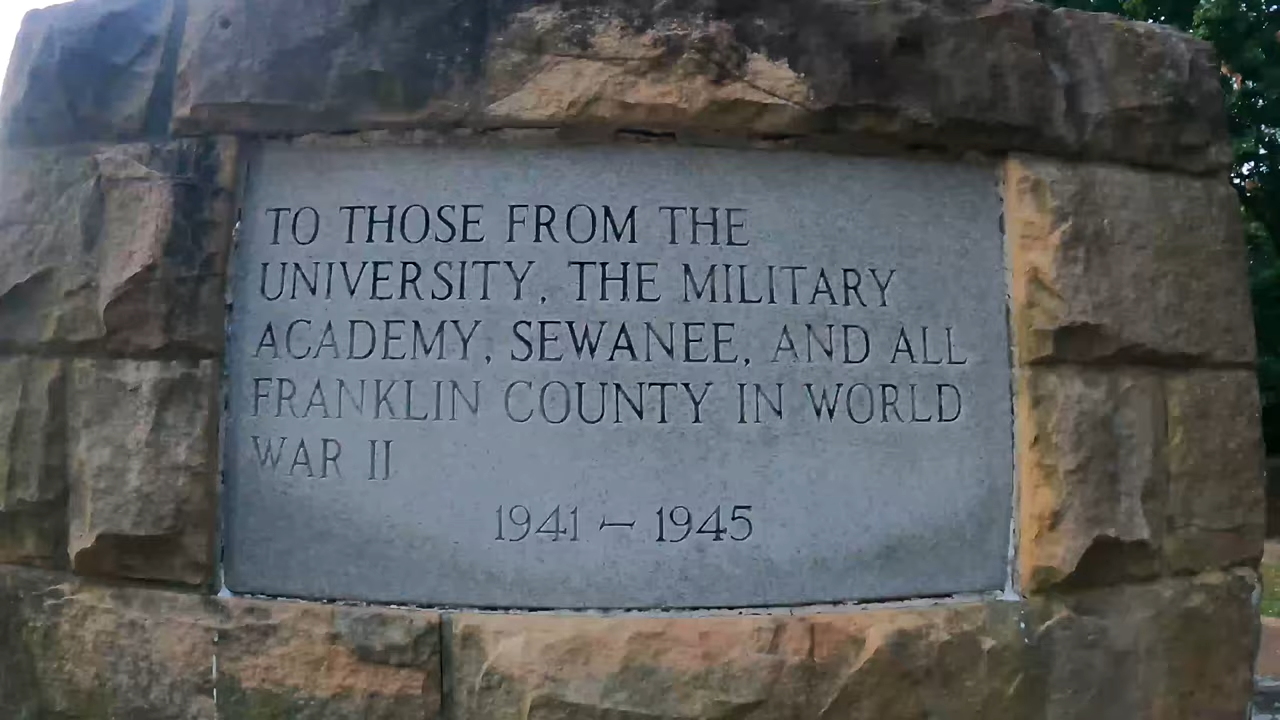 TO THOSE FROM THE
UNIVERSITY, THE MILITARY
ACADEMY, SEWANEE, AND ALL
FRANKLIN COUNTY IN WORLD
WAR II
1941 – 1945